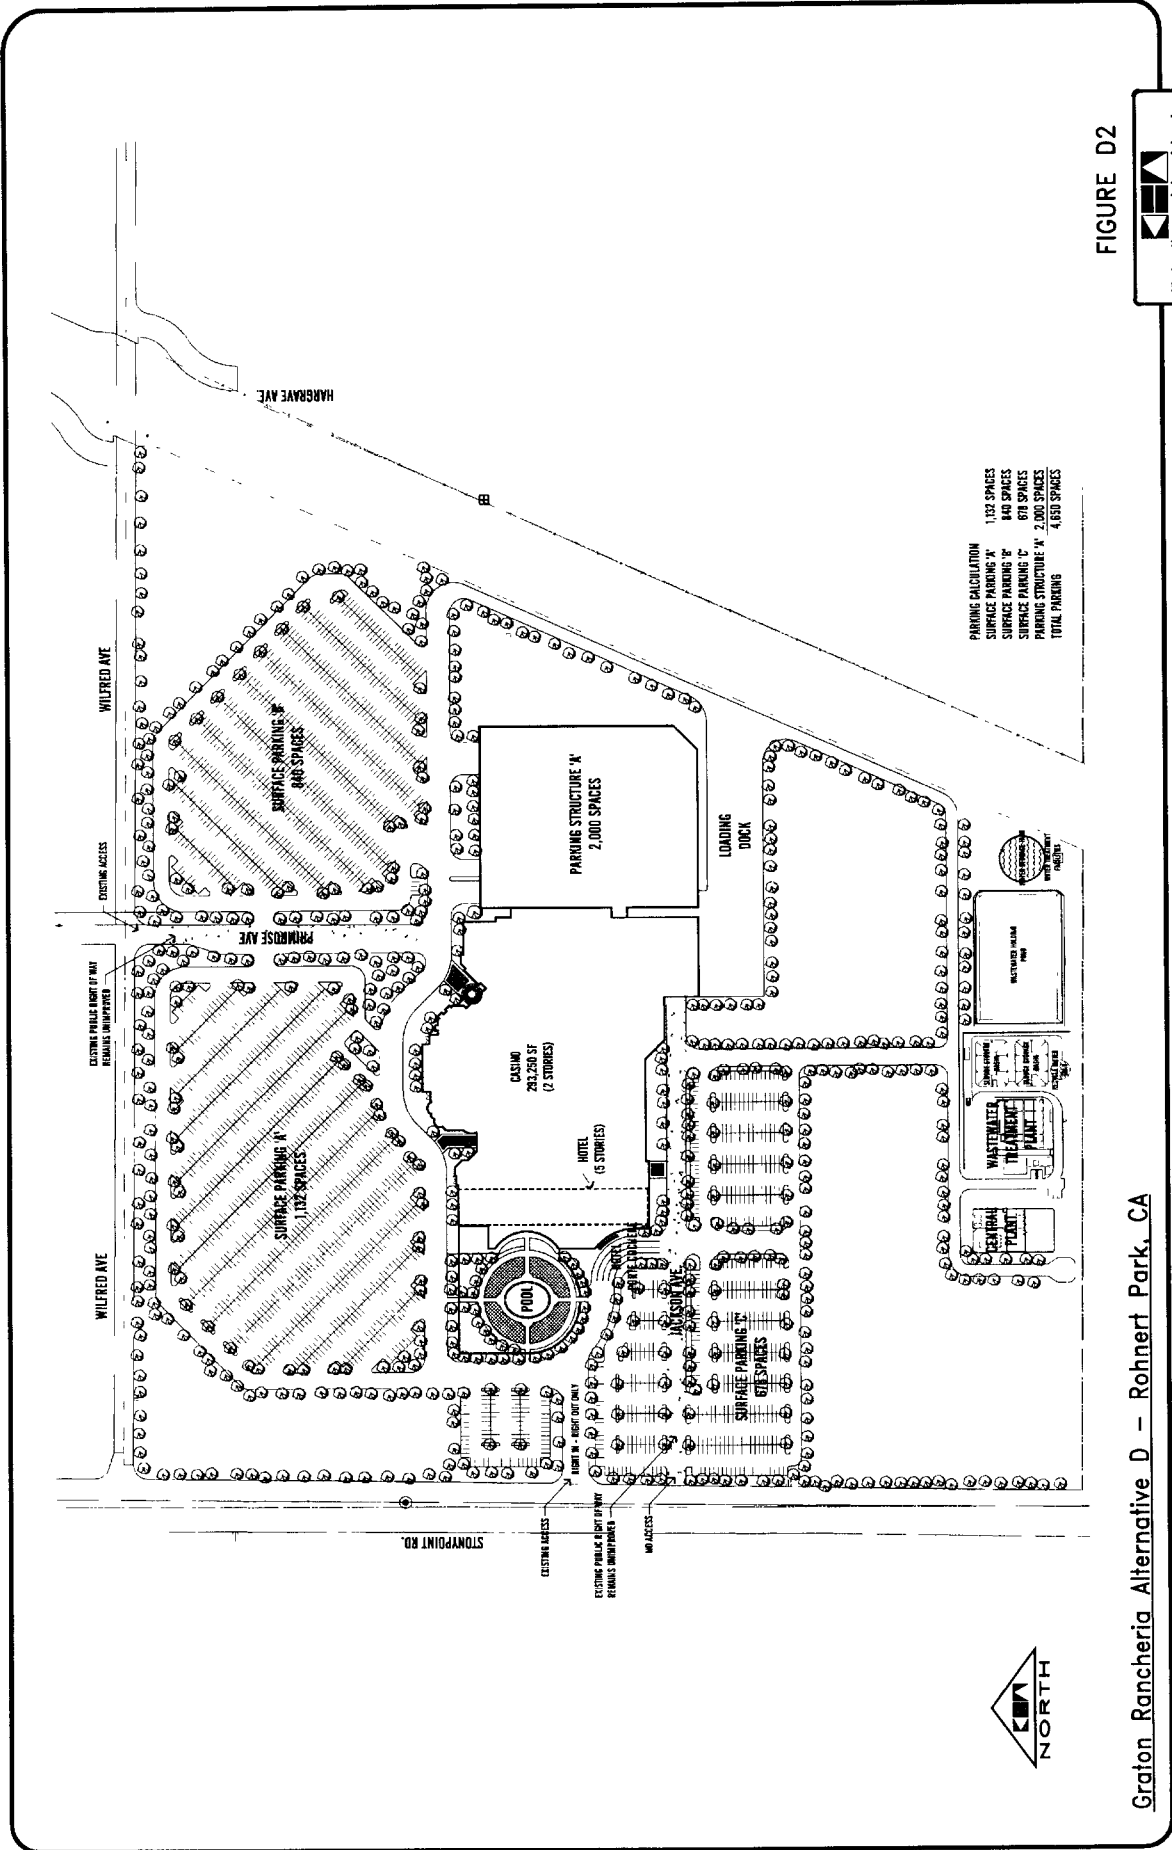 WILFRED AVE
WILFRED AVE
EXISTING ACCESS
EXISTING PUBLIC RIGHT OF WAY
REMAINS UNIMPROVED
HARGRAVE AVE.
PRIMROSE AVE
SURFACE PARKING 'A'
1,132 SPACES
SURFACE PARKING 'B'
840 SPACES
PARKING STRUCTURE 'A'
2,000 SPACES
CASINO
293,250 SF
(2 STORIES)
HOTEL
(5 STORIES)
POOL
LOADING
DOCK
HOTEL
JACKSON AVE.
SURFACE PARKING 'C'
678 SPACES
RIGHT IN - RIGHT OUT ONLY
EXISTING ACCESS
EXISTING PUBLIC RIGHT OF WAY
REMAINS UNIMPROVED
NO ACCESS
STONYPOINT RD.
CENTRAL
PLANT
WASTEWATER
TREATMENT
PLANT
WASTEWATER HOLDING
POND
PARKING CALCULATION
SURFACE PARKING 'A' 1,132 SPACES
SURFACE PARKING 'B' 840 SPACES
SURFACE PARKING 'C' 678 SPACES
PARKING STRUCTURE 'A' 2,000 SPACES
TOTAL PARKING 4,650 SPACES
NORTH
FIGURE D2
Graton Rancheria Alternative D - Rohnert Park, CA